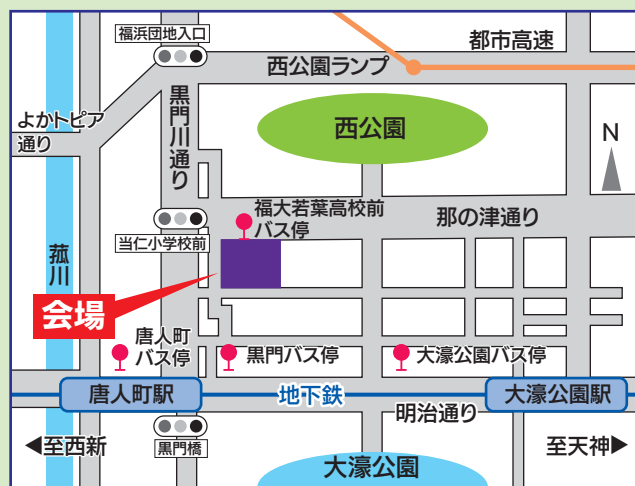 福浜団地入口
都市高速
西公園ランプ
よかトピア
通り
黒門川通り
西公園
N
福大若葉高校前
バス停
那の津通り
当仁小学校前
菰川
会場
唐人町
バス停
黒門バス停
大濠公園バス停
唐人町駅
地下鉄
大濠公園駅
明治通り
◀至西新
黒門橋
至天神▶
大濠公園